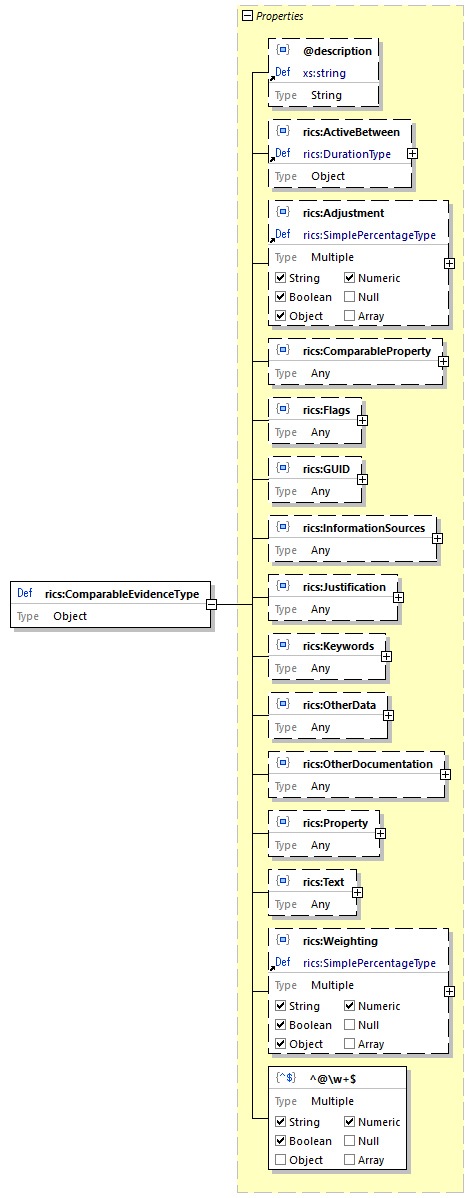 Properties
@description
Def xs:string
Type String
rics:ActiveBetween
Def rics:DurationType
Type Object
rics:Adjustment
Def rics:SimplePercentageType
Type Multiple
String Numeric
Boolean Null
Object Array
rics:ComparableProperty
Type Any
rics:Flags
Type Any
rics:GUID
Type Any
rics:InformationSources
Type Any
Def rics:ComparableEvidenceType
Type Object
rics:Justification
Type Any
rics:Keywords
Type Any
rics:OtherData
Type Any
rics:OtherDocumentation
Type Any
rics:Property
Type Any
rics:Text
Type Any
rics:Weighting
Def rics:SimplePercentageType
Type Multiple
String Numeric
Boolean Null
Object Array
{^$} ^@\w+$
Type Multiple
String Numeric
Boolean Null
Object Array